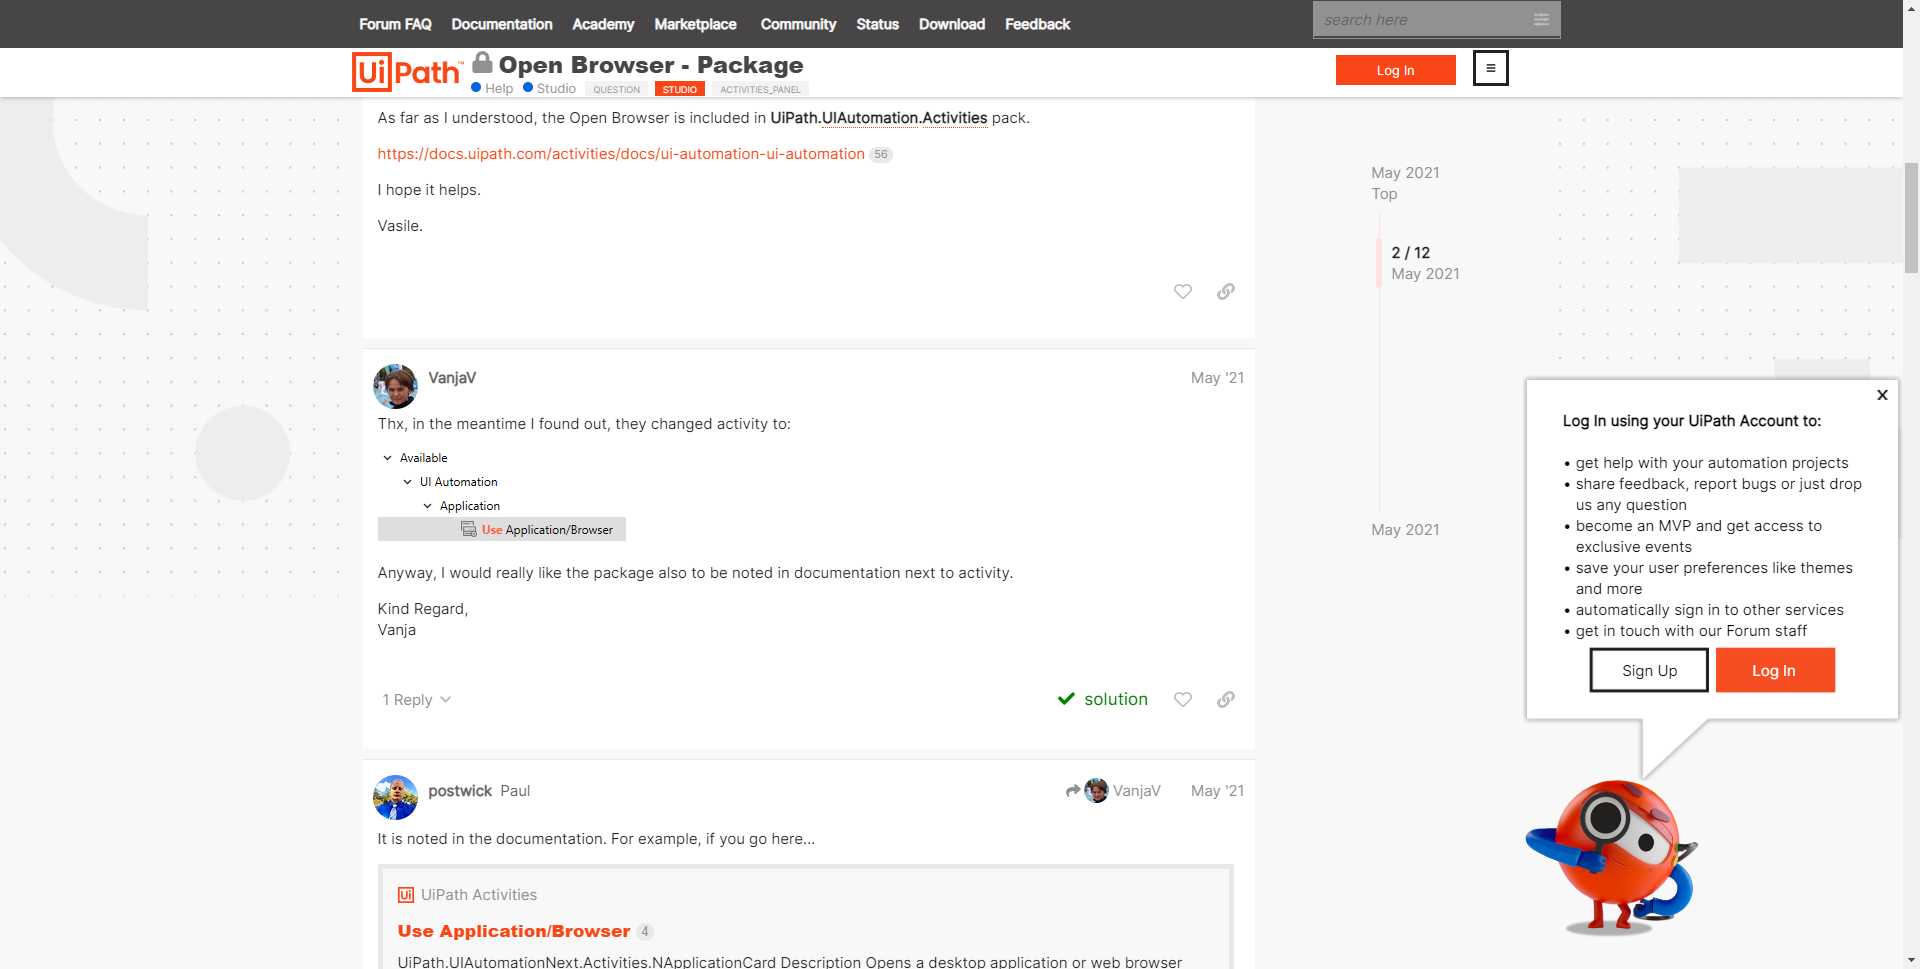 Forum FAQ Documentation Academy Marketplace Community Status Download Feedback
search here
UiPath™ Open Browser - Package
Help Studio QUESTION STUDIO ACTIVITIES_PANEL
Log In
As far as I understood, the Open Browser is included in UiPath.UIAutomation.Activities pack.
https://docs.uipath.com/activities/docs/ui-automation-ui-automation 56
I hope it helps.
Vasile.
May 2021
Top
2 / 12
May 2021
May 2021
VanjaV May '21
Thx, in the meantime I found out, they changed activity to:
Available
UI Automation
Application
Use Application/Browser
Anyway, I would really like the package also to be noted in documentation next to activity.
Kind Regard,
Vanja
1 Reply solution
postwick Paul VanjaV May '21
It is noted in the documentation. For example, if you go here...
Ui UiPath Activities
Use Application/Browser 4
UiPath.UIAutomationNext.Activities.NApplicationCard Description Opens a desktop application or web browser
X
Log In using your UiPath Account to:
• get help with your automation projects
• share feedback, report bugs or just drop
us any question
• become an MVP and get access to
exclusive events
• save your user preferences like themes
and more
• automatically sign in to other services
• get in touch with our Forum staff
Sign Up Log In